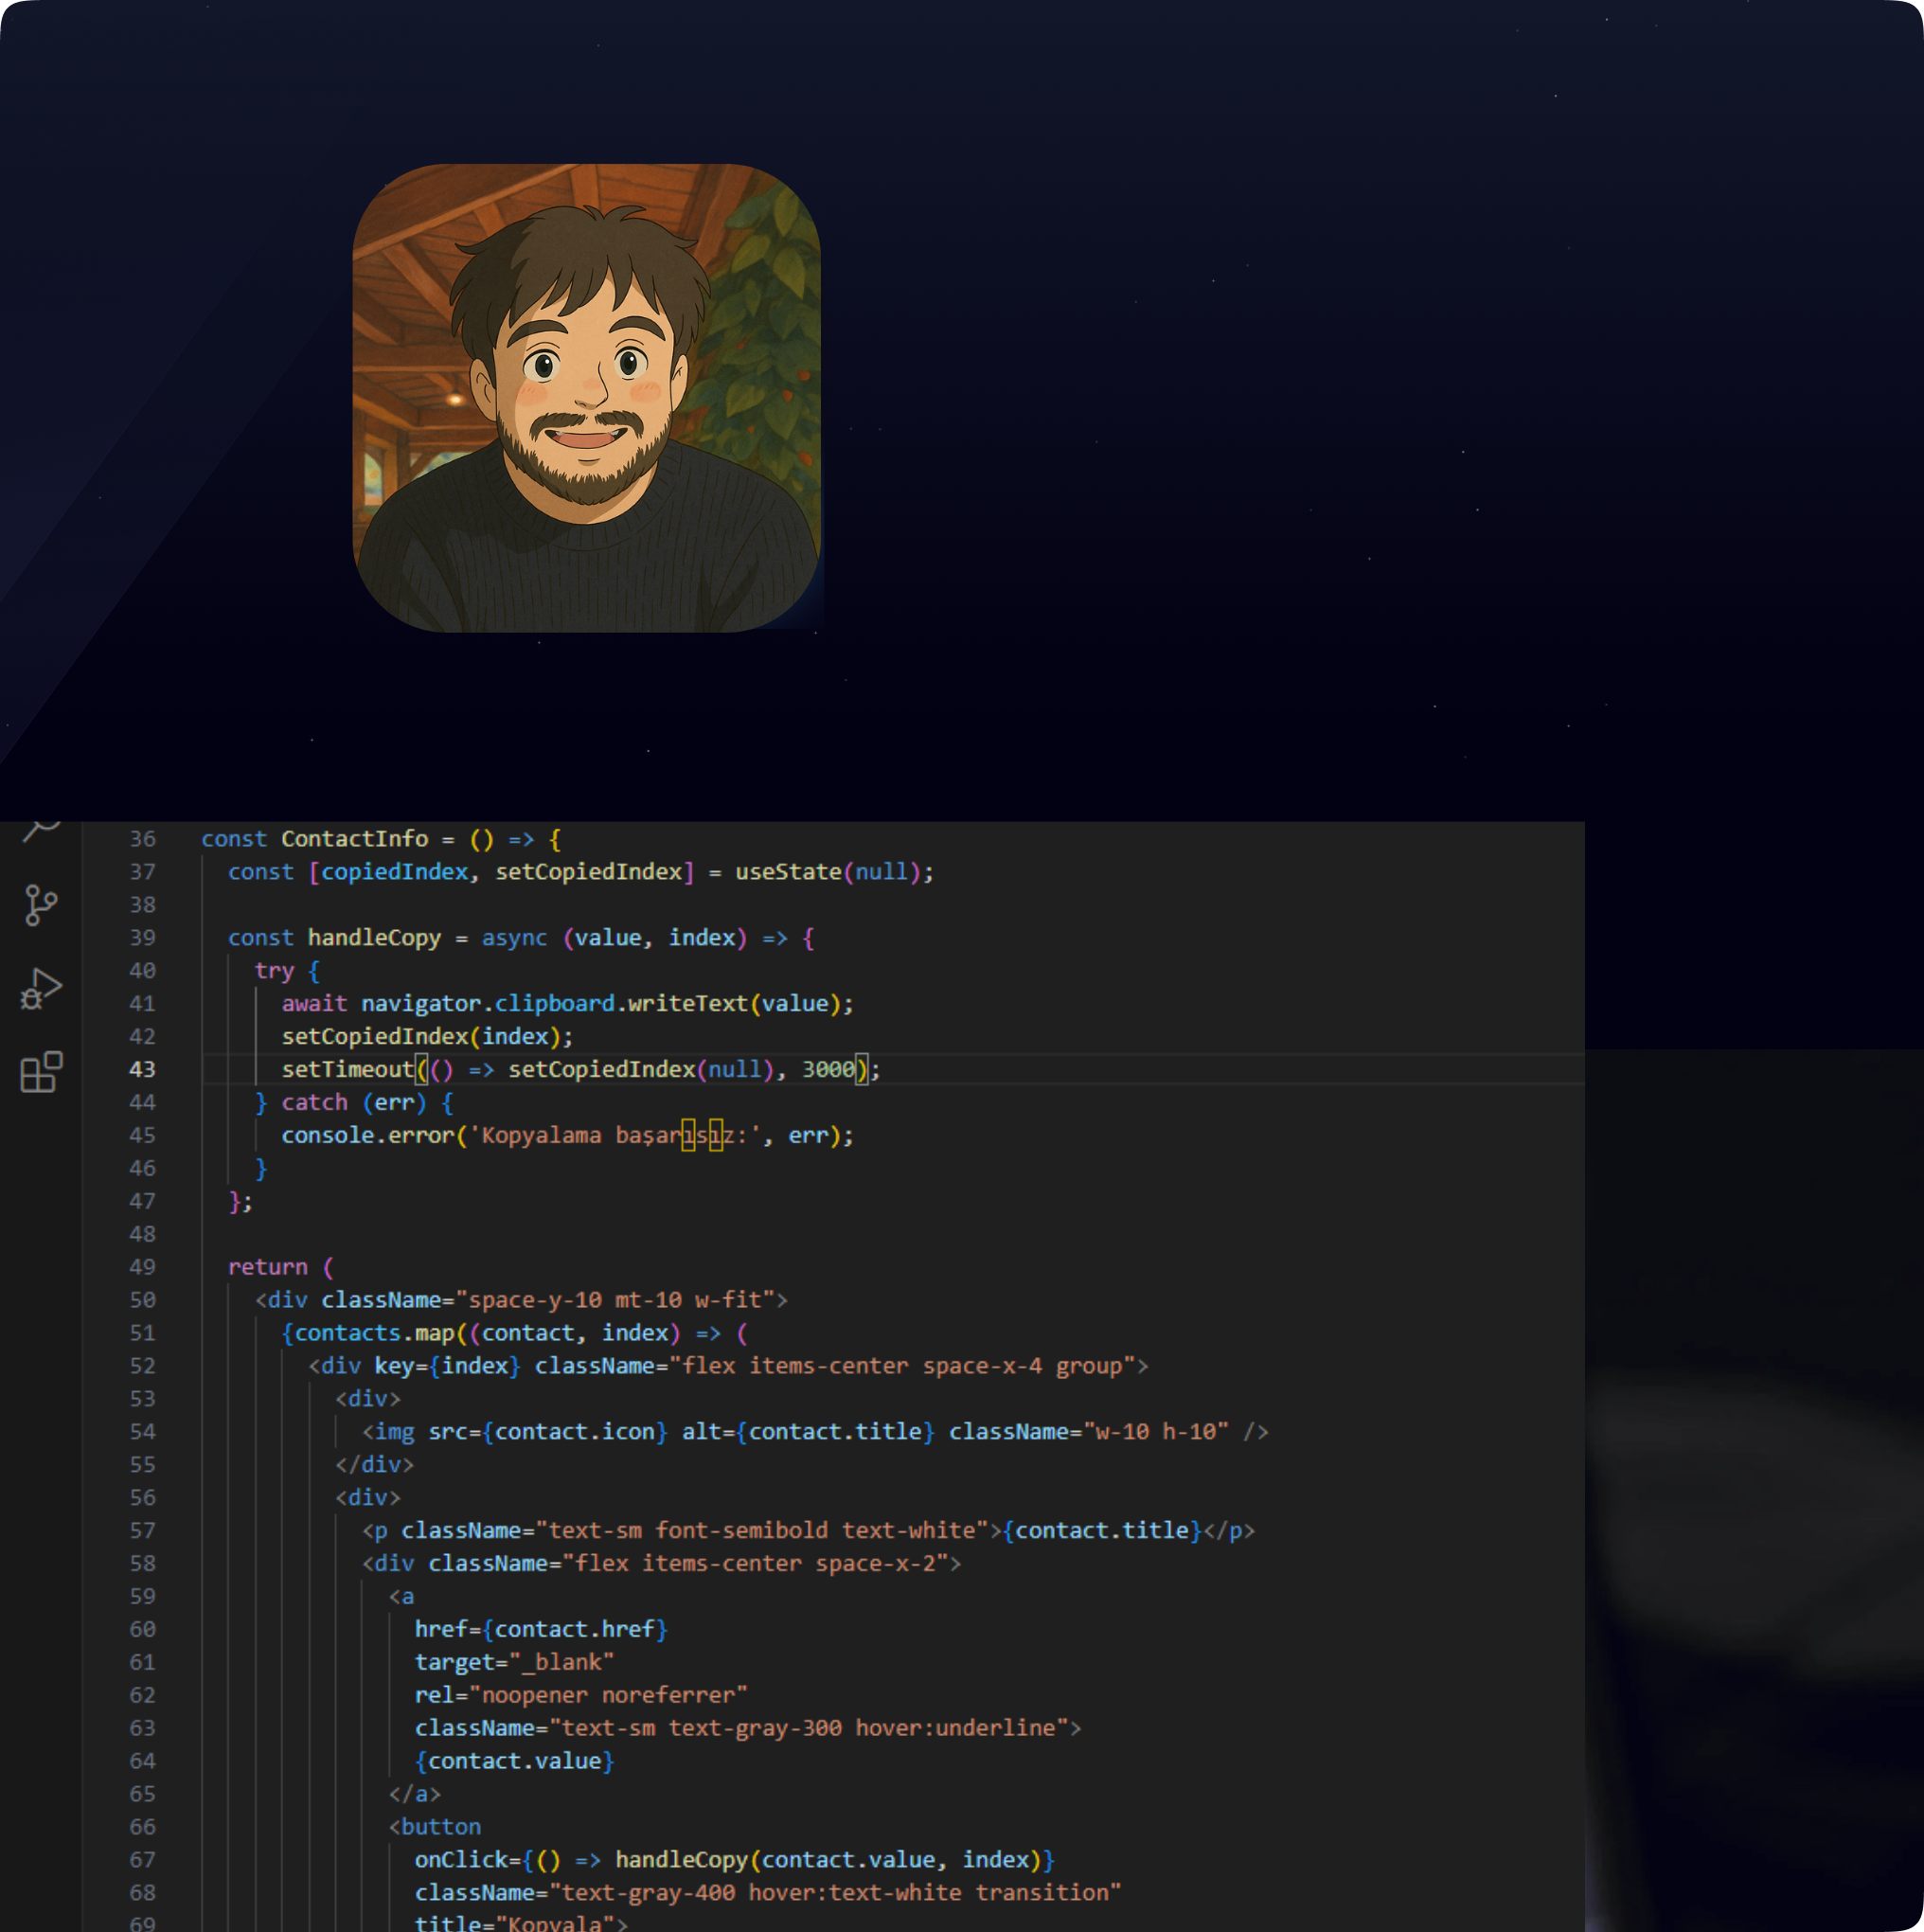 36 const ContactInfo = () => {
37 const [copiedIndex, setCopiedIndex] = useState(null);
38
39 const handleCopy = async (value, index) => {
40 try {
41 await navigator.clipboard.writeText(value);
42 setCopiedIndex(index);
43 setTimeout(() => setCopiedIndex(null), 3000);
44 } catch (err) {
45 console.error('Kopyalama başarısız:', err);
46 }
47 };
48
49 return (
50 <div className="space-y-10 mt-10 w-fit">
51 {contacts.map((contact, index) => (
52 <div key={index} className="flex items-center space-x-4 group">
53 <div>
54 <img src={contact.icon} alt={contact.title} className="w-10 h-10" />
55 </div>
56 <div>
57 <p className="text-sm font-semibold text-white">{contact.title}</p>
58 <div className="flex items-center space-x-2">
59 <a
60 href={contact.href}
61 target="_blank"
62 rel="noopener noreferrer"
63 className="text-sm text-gray-300 hover:underline">
64 {contact.value}
65 </a>
66 <button
67 onClick={() => handleCopy(contact.value, index)}
68 className="text-gray-400 hover:text-white transition"
69 title="Kopyala">